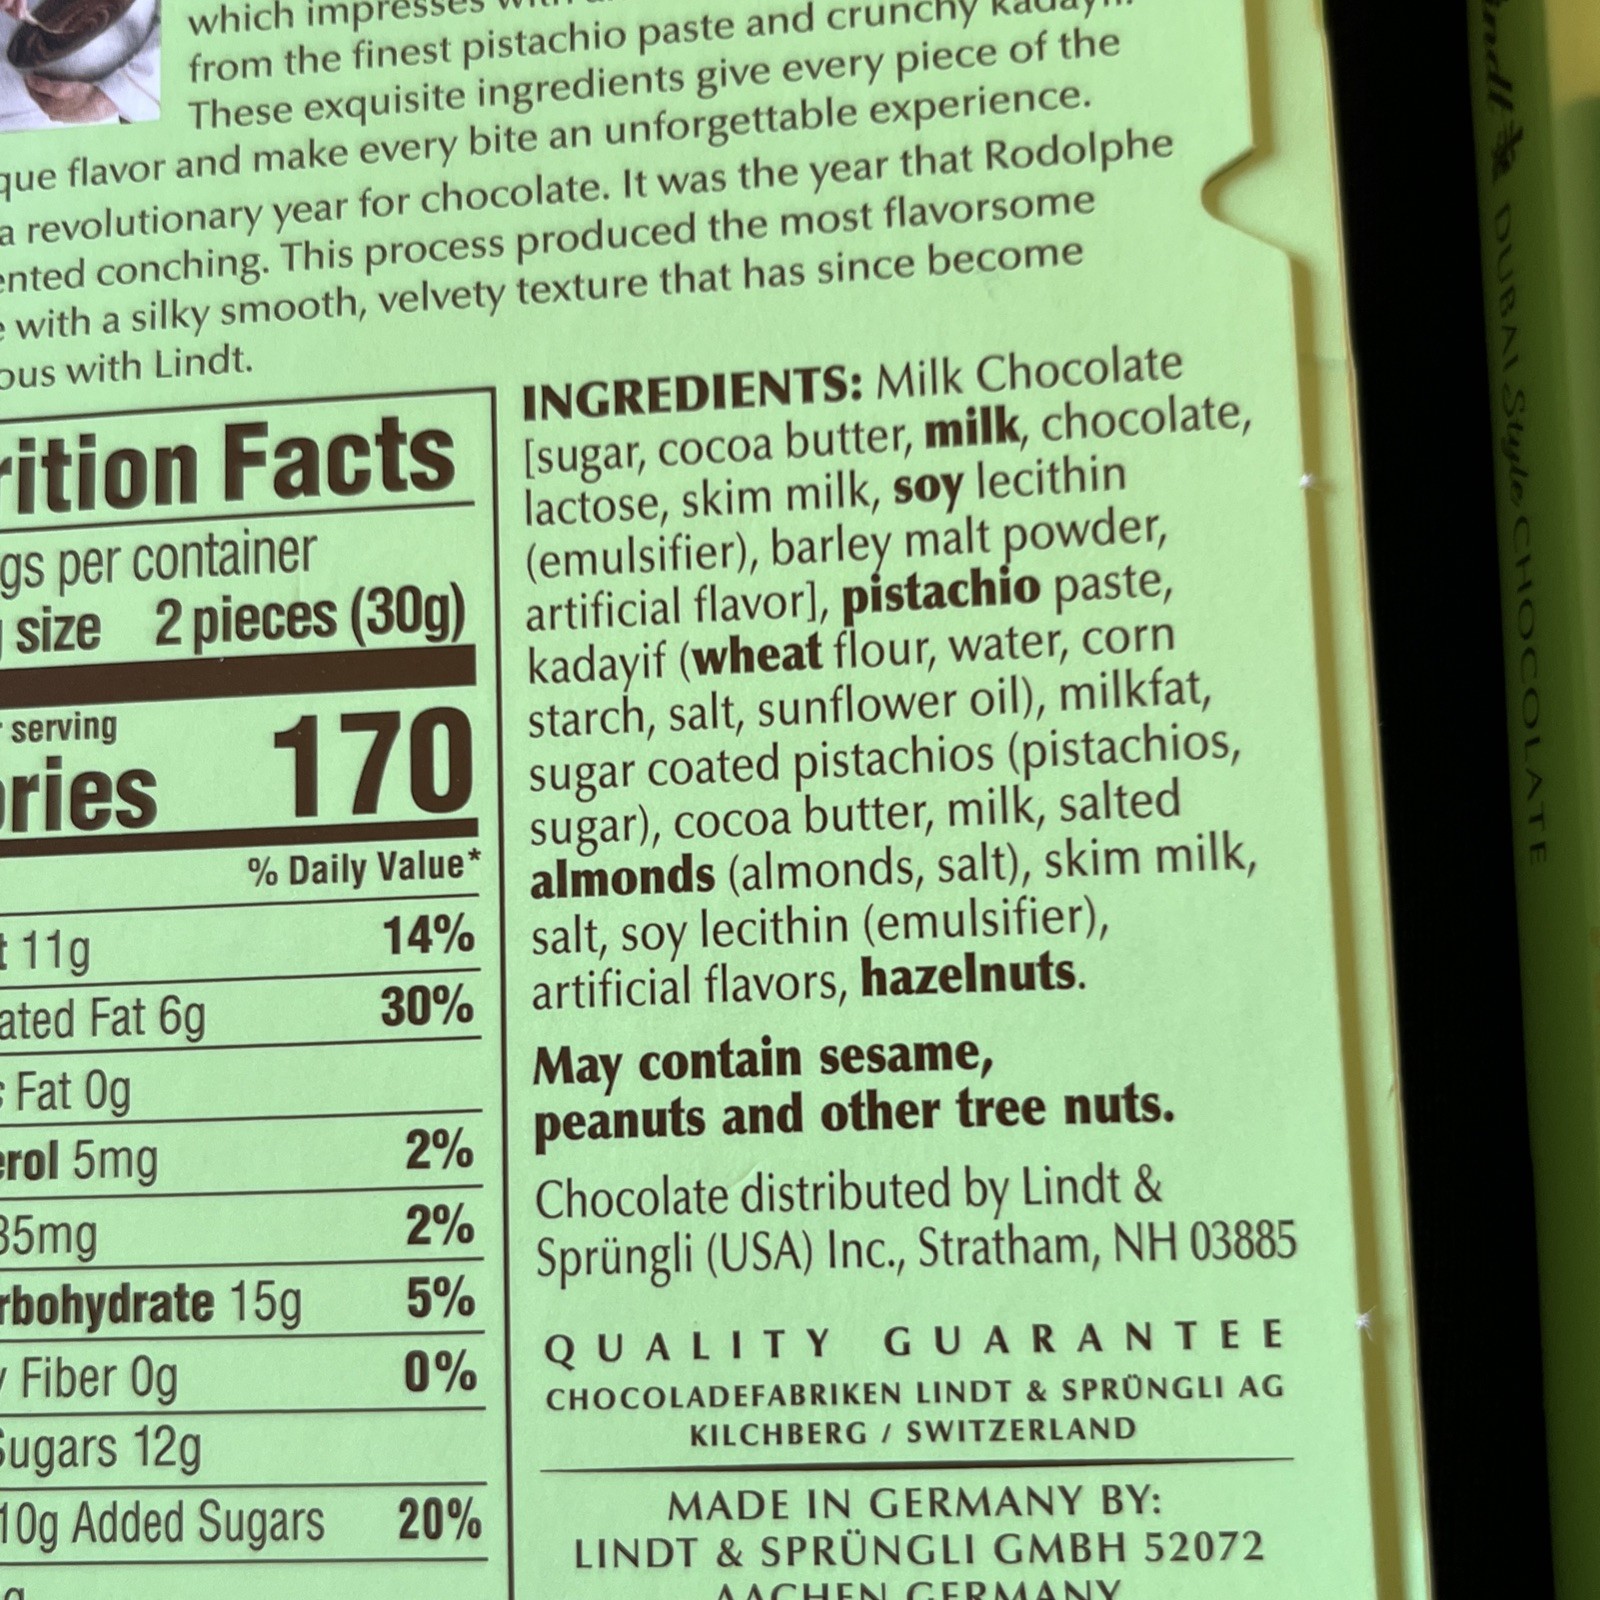 which impresses
from the finest pistachio paste and crunchy kadayif.
These exquisite ingredients give every piece of the
que flavor and make every bite an unforgettable experience.
a revolutionary year for chocolate. It was the year that Rodolphe
ented conching. This process produced the most flavorsome
e with a silky smooth, velvety texture that has since become
ous with Lindt.
rition Facts
gs per container
size 2 pieces (30g)
serving
ories 170
% Daily Value*
t 11g 14%
ated Fat 6g 30%
Fat 0g
erol 5mg 2%
35mg 2%
rbohydrate 15g 5%
y Fiber 0g 0%
Sugars 12g
10g Added Sugars 20%
g
INGREDIENTS: Milk Chocolate
[sugar, cocoa butter, milk, chocolate,
lactose, skim milk, soy lecithin
(emulsifier), barley malt powder,
artificial flavor], pistachio paste,
kadayif (wheat flour, water, corn
starch, salt, sunflower oil), milkfat,
sugar coated pistachios (pistachios,
sugar), cocoa butter, milk, salted
almonds (almonds, salt), skim milk,
salt, soy lecithin (emulsifier),
artificial flavors, hazelnuts.
May contain sesame,
peanuts and other tree nuts.
Chocolate distributed by Lindt &
Sprüngli (USA) Inc., Stratham, NH 03885
QUALITY GUARANTEE
CHOCOLADEFABRIKEN LINDT & SPRÜNGLI AG
KILCHBERG / SWITZERLAND
MADE IN GERMANY BY:
LINDT & SPRÜNGLI GMBH 52072
AACHEN GERMANY
Lindt DUBAI Style CHOCOLATE